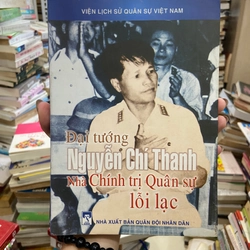 VIỆN LỊCH SỬ QUÂN SỰ VIỆT NAM
Đại tướng
Nguyễn Chí Thanh
Nhà Chính trị Quân sự
lỗi lạc
NHÀ XUẤT BẢN QUÂN ĐỘI NHÂN DÂN